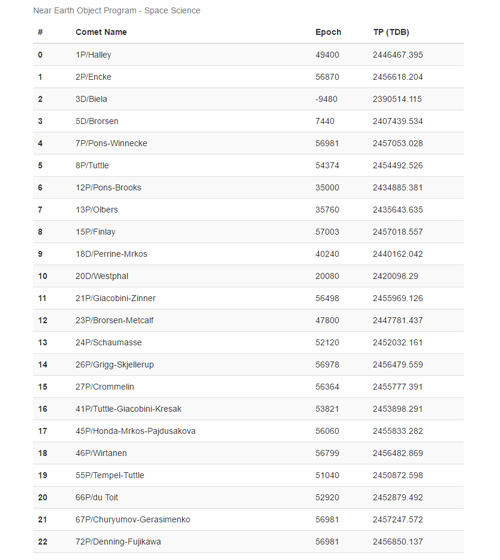 Near Earth Object Program - Space Science
# Comet Name Epoch TP (TDB)
0 1P/Halley 49400 2446467.395
1 2P/Encke 56870 2456618.204
2 3D/Biela -9480 2390514.115
3 5D/Brorsen 7440 2407439.534
4 7P/Pons-Winnecke 56981 2457053.028
5 8P/Tuttle 54374 2454492.526
6 12P/Pons-Brooks 35000 2434885.381
7 13P/Olbers 35760 2435643.635
8 15P/Finlay 57003 2457018.557
9 18D/Perrine-Mrkos 40240 2440162.042
10 20D/Westphal 20080 2420098.29
11 21P/Giacobini-Zinner 56498 2455969.126
12 23P/Brorsen-Metcalf 47800 2447781.437
13 24P/Schaumasse 52120 2452032.161
14 26P/Grigg-Skjellerup 56978 2456479.559
15 27P/Crommelin 56364 2455777.391
16 41P/Tuttle-Giacobini-Kresak 53821 2453898.291
17 45P/Honda-Mrkos-Pajdusakova 56060 2455833.282
18 46P/Wirtanen 56799 2456482.869
19 55P/Tempel-Tuttle 51040 2450872.598
20 66P/du Toit 52920 2452879.492
21 67P/Churyumov-Gerasimenko 56981 2457247.572
22 72P/Denning-Fujikawa 56981 2456850.137